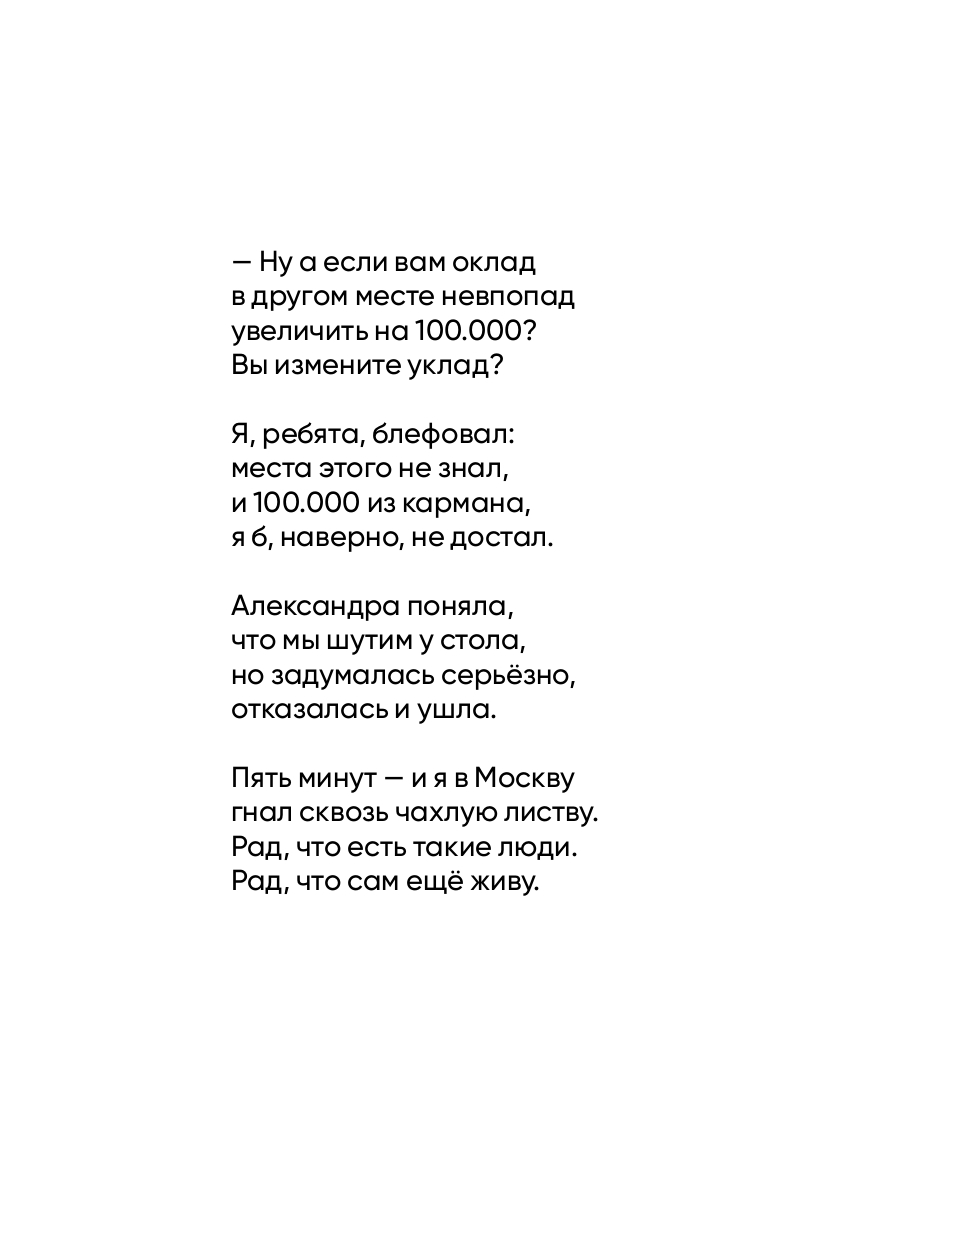 — Ну а если вам оклад
в другом месте невпопад
увеличить на 100.000?
Вы измените уклад?
Я, ребята, блефовал:
места этого не знал,
и 100.000 из кармана,
я б, наверно, не достал.
Александра поняла,
что мы шутим у стола,
но задумалась серьёзно,
отказалась и ушла.
Пять минут — и я в Москву
гнал сквозь чахлую листву.
Рад, что есть такие люди.
Рад, что сам ещё живу.